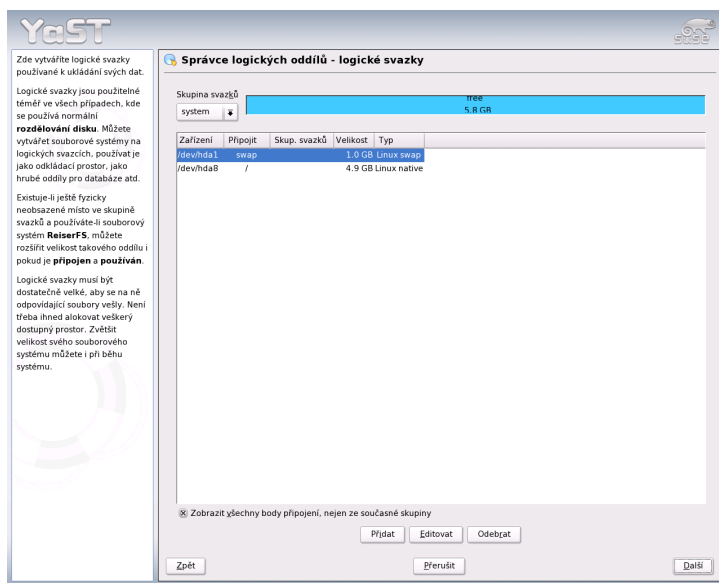 YaST
suse
Zde vytváříte logické svazky
používané k ukládání svých dat.
Logické svazky jsou použitelné
téměř ve všech případech, kde
se používá normální
rozdělování disku. Můžete
vytvářet souborové systémy na
logických svazcích, používat je
jako odkládací prostor, jako
hrubé oddíly pro databáze atd.
Existuje-li ještě fyzicky
neobsazené místo ve skupině
svazků a používáte-li souborový
systém ReiserFS, můžete
rozšířit velikost takového oddílu i
pokud je připojen a používán.
Logické svazky musí být
dostatečně velké, aby se na ně
odpovídající soubory vešly. Není
třeba ihned alokovat veškerý
dostupný prostor. Zvětšit
velikost svého souborového
systému můžete i při běhu
systému.
Správce logických oddílů - logické svazky
Skupina svazků
system
free
5.8 GB
Zařízení Připojit Skup. svazků Velikost Typ
/dev/hda1 swap 1.0 GB Linux swap
/dev/hda8 / 4.9 GB Linux native
Zobrazit všechny body připojení, nejen ze současné skupiny
Přidat Editovat Odebrat
Zpět Přerušit Další